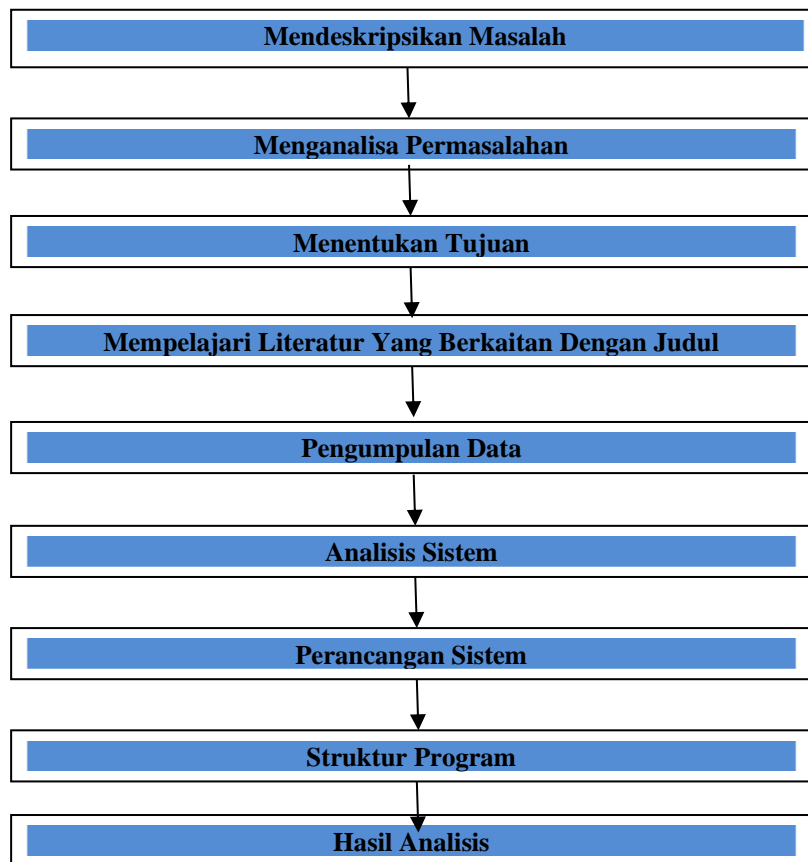 Mendeskripsikan Masalah
Menganalisa Permasalahan
Menentukan Tujuan
Mempelajari Literatur Yang Berkaitan Dengan Judul
Pengumpulan Data
Analisis Sistem
Perancangan Sistem
Struktur Program
Hasil Analisis